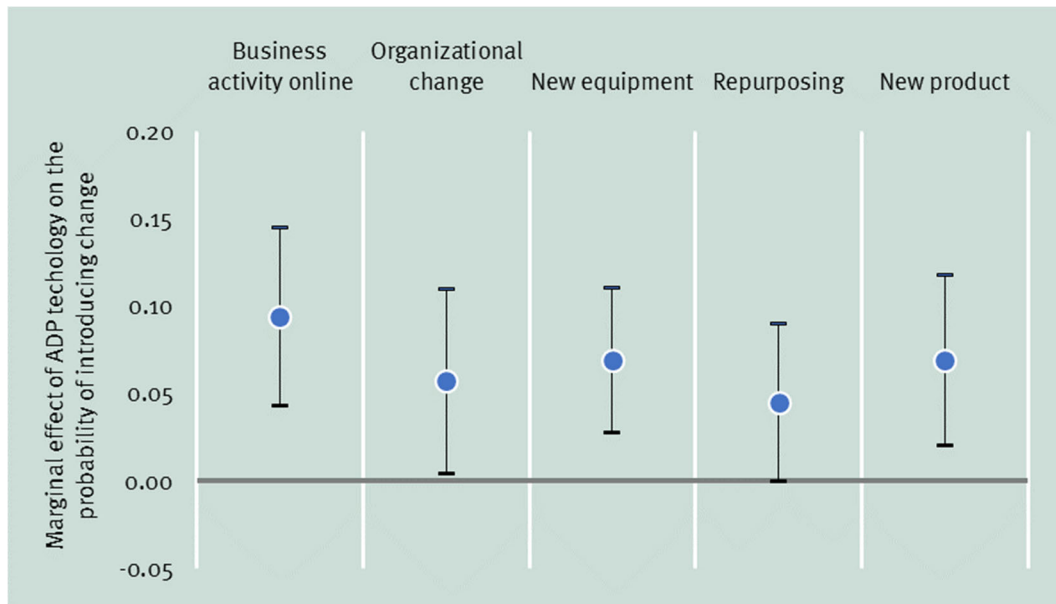 Business
activity online
Organizational
change
New equipment
Repurposing
New product
Marginal effect of ADP techology on the
probability of introducing change
0.20
0.15
0.10
0.05
0.00
-0.05